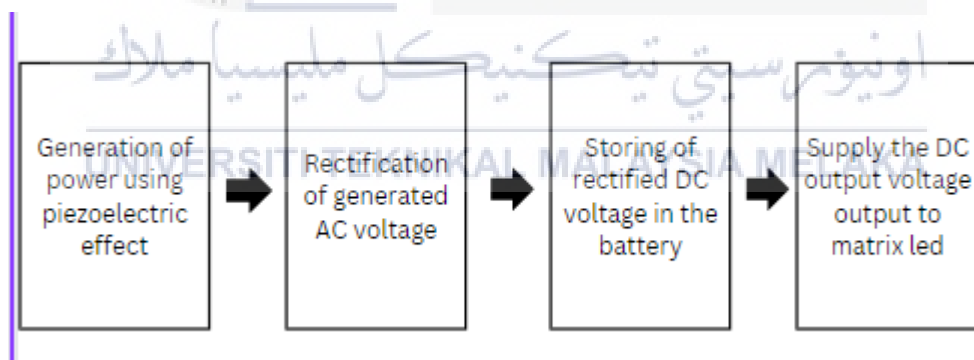 اونيۏرسيتي تيكنيكل مليسيا ملاك
UNIVERSITI TEKNIKAL MALAYSIA MELAKA
Generation of
power using
piezoelectric
effect
Rectification
of generated
AC voltage
Storing of
rectified DC
voltage in the
battery
Supply the DC
output voltage
output to
matrix led